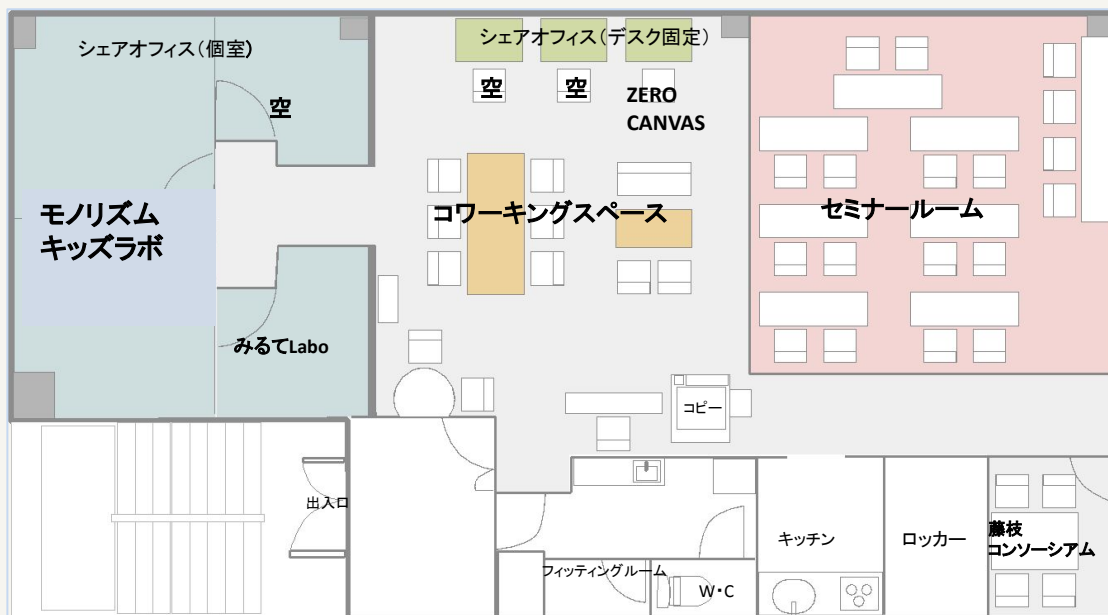 シェアオフィス(個室)
シェアオフィス(デスク固定)
空
空
空
ZERO
CANVAS
モノリズム
キッズラボ
コワーキングスペース
セミナールーム
みるてLabo
コピー
出入口
キッチン
ロッカー
藤枝
コンソーシアム
フィッティングルーム
W・C